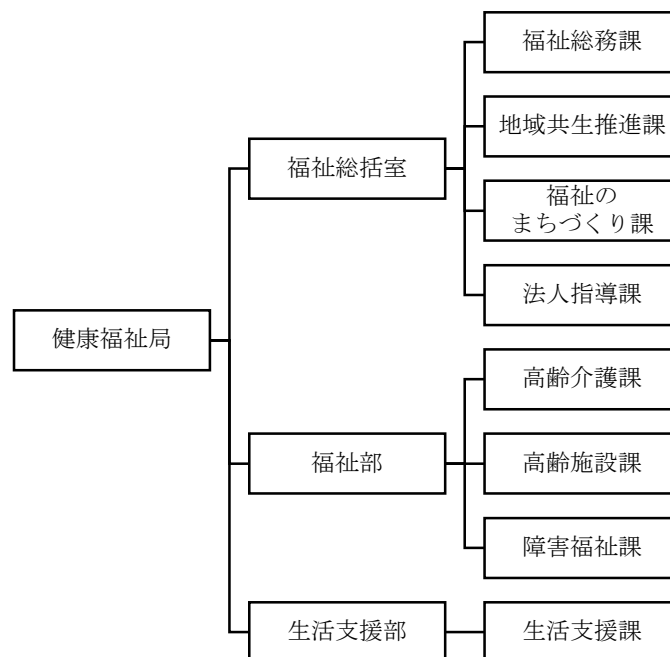 福祉総務課
地域共生推進課
福祉総括室
福祉の
まちづくり課
法人指導課
健康福祉局
高齢介護課
福祉部
高齢施設課
障害福祉課
生活支援部
生活支援課